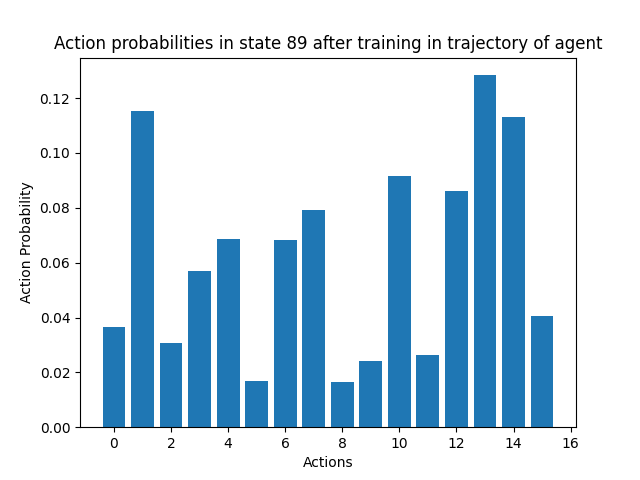 Action probabilities in state 89 after training in trajectory of agent
0.12
0.10
0.08
0.06
0.04
0.02
0.00
Action Probability
0 2 4 6 8 10 12 14 16
Actions